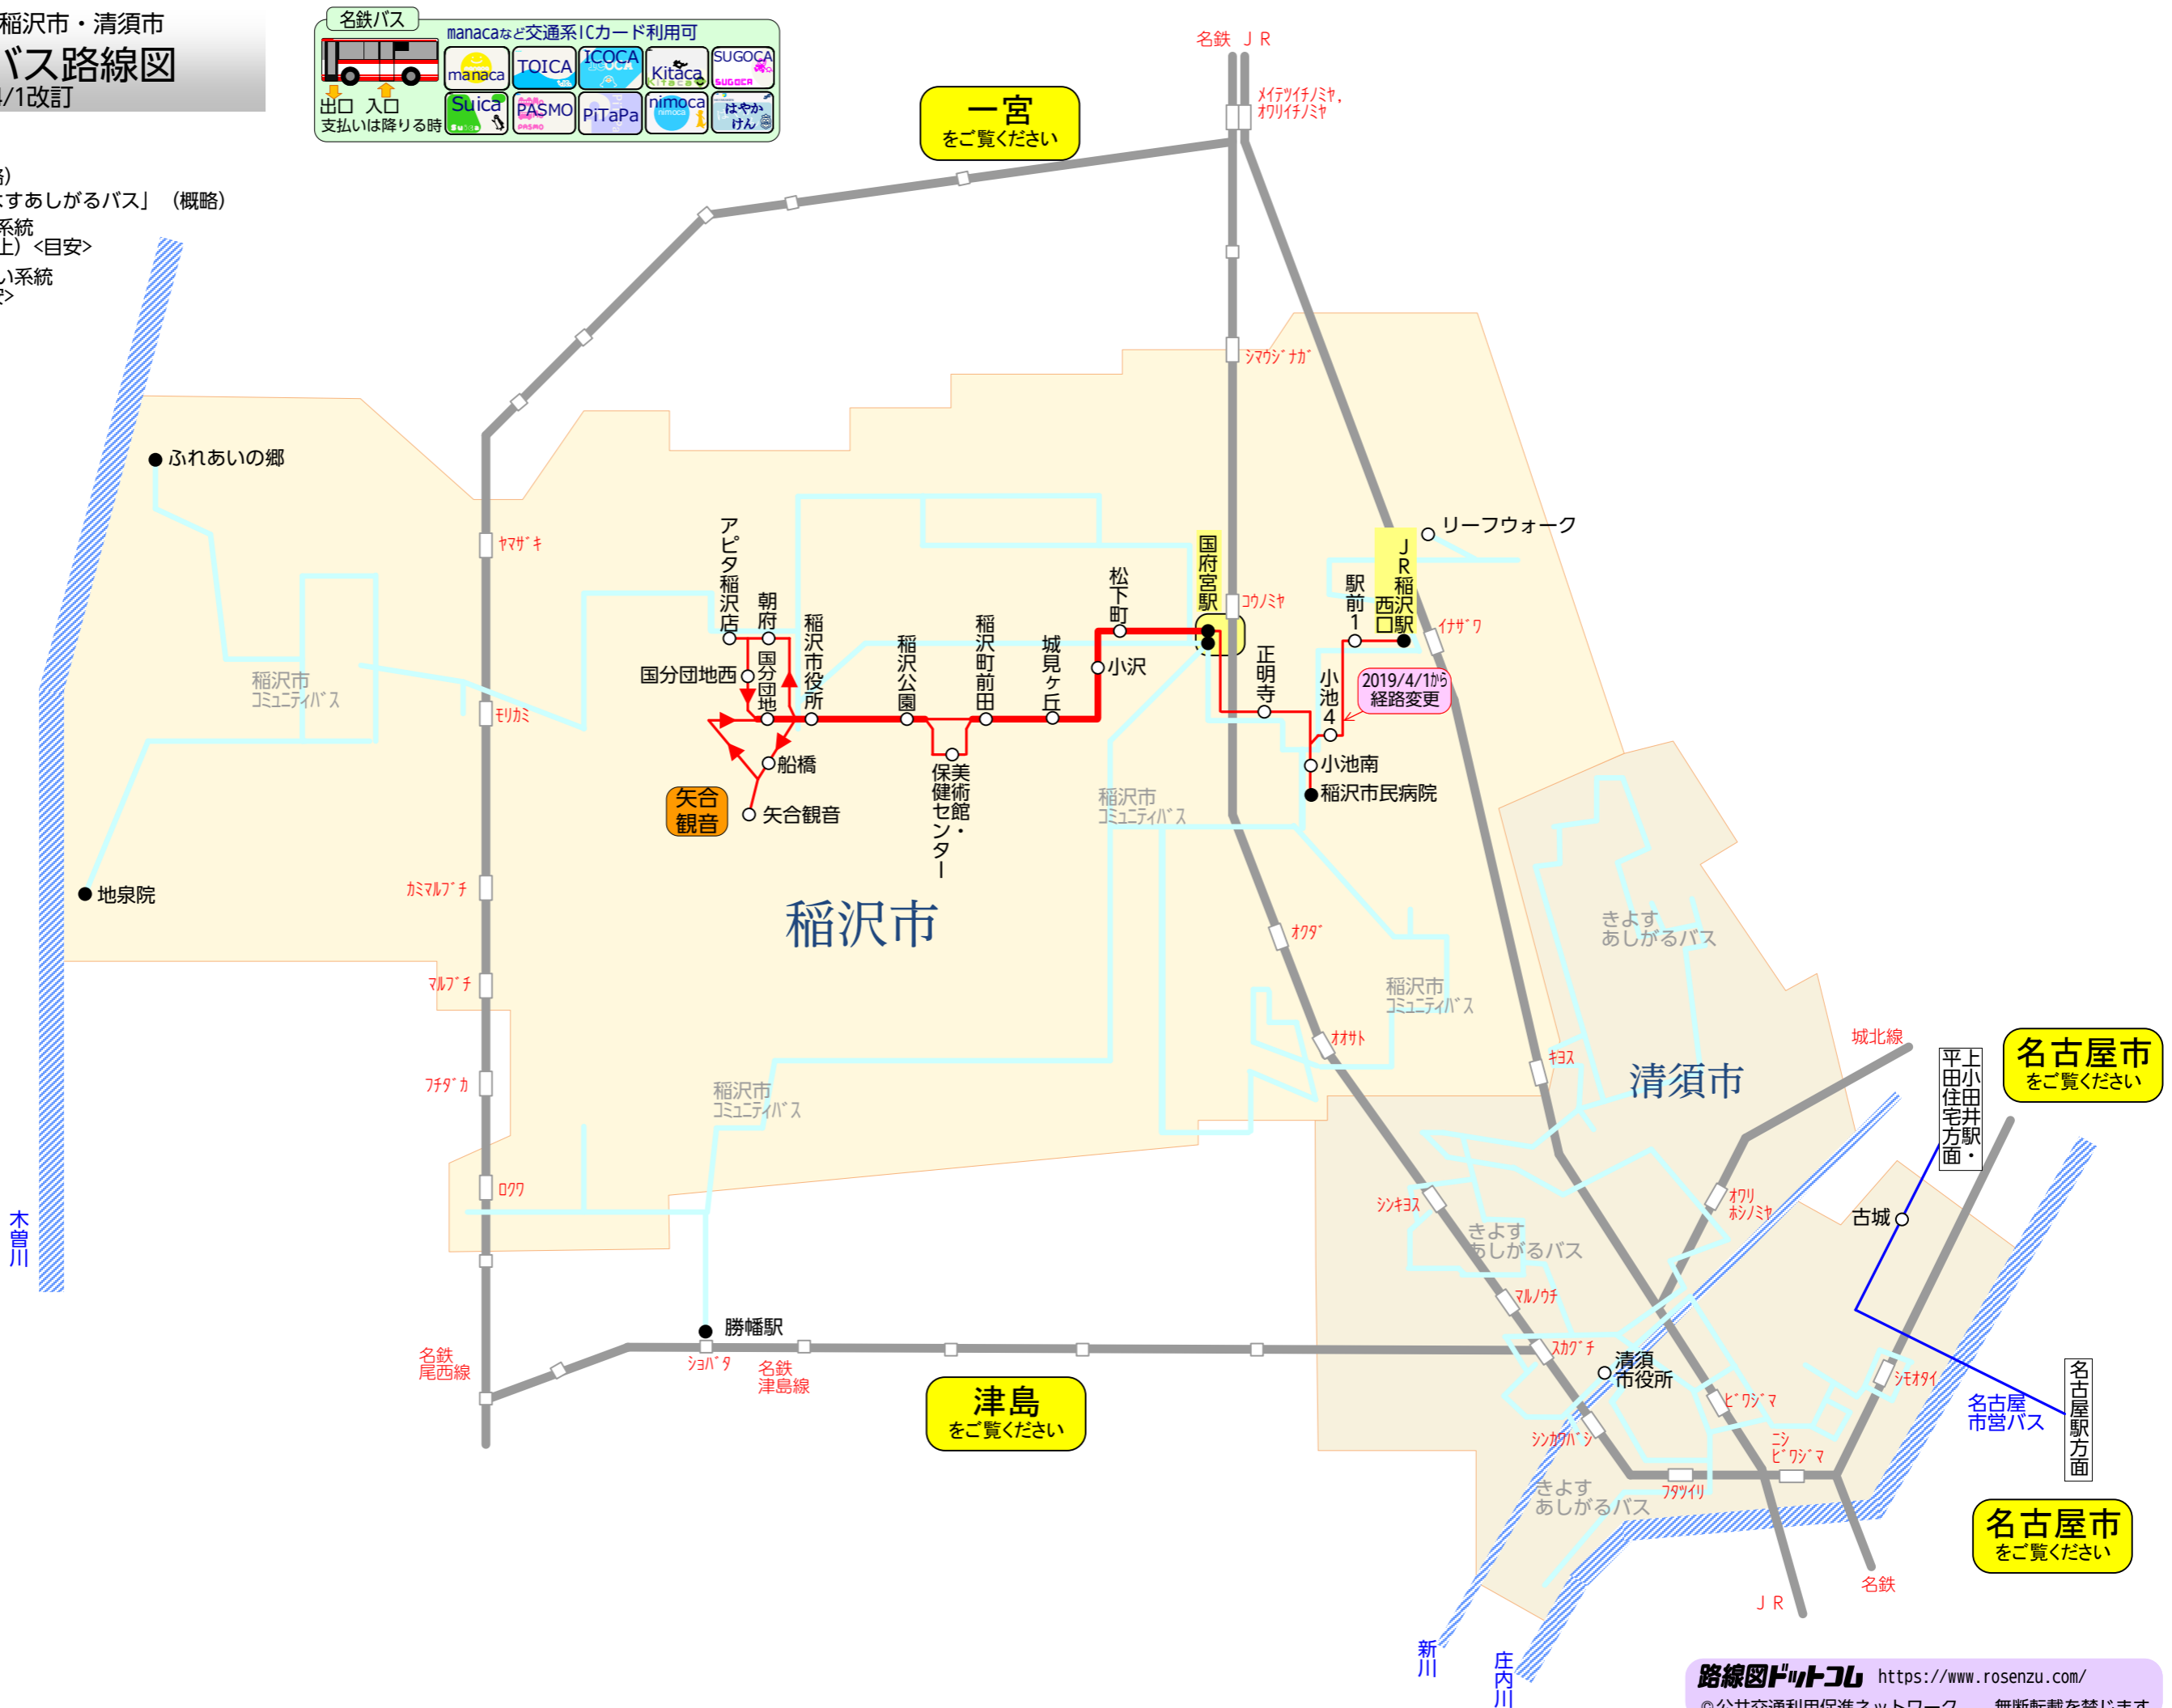 稲沢市・清須市
バス路線図
/1改訂
名鉄バス
manacaなど交通系ICカード利用可
manaca
TOICA
ICOCA
Kitaca
SUGOCA
Suica
PASMO
PiTaPa
nimoca
はやか
けん
出口 入口
支払いは降りる時
すあしがるバス」（概略）
系統
上）<目安>
い系統
名鉄 ＪＲ
一宮
をご覧ください
ﾒｲﾃﾂｲﾁﾉﾐﾔ,
ｵﾜﾘｲﾁﾉﾐﾔ
ｼﾏｳｼﾞﾅｶﾞ
ふれあいの郷
ﾔﾏｻﾞｷ
アピタ稲沢店
朝府
国分団地西
国分団地
稲沢市役所
稲沢公園
稲沢町前田
城見ヶ丘
小沢
松下町
国府宮駅
ｺｳﾉﾐﾔ
正明寺
小池4
駅前1
ＪＲ稲沢駅
西口
リーフウォーク
ｲﾅｻﾞﾜ
2019/4/1から
経路変更
小池南
稲沢市民病院
船橋
矢合
観音
矢合観音
美術館・
保健センター
稲沢市
ｺﾐｭﾆﾃｨﾊﾞｽ
ﾓﾘｶﾐ
稲沢市
ｺﾐｭﾆﾃｨﾊﾞｽ
地泉院
ｶﾐﾏﾙﾌﾞﾁ
稲沢市
ｵｸﾀﾞ
きよす
あしがるバス
ﾏﾙﾌﾞﾁ
稲沢市
ｺﾐｭﾆﾃｨﾊﾞｽ
ｵｵｻﾄ
ｷﾖｽ
清須市
城北線
上小田井駅・
平田住宅方面
名古屋市
をご覧ください
ﾌﾁﾀﾞｶ
稲沢市
ｺﾐｭﾆﾃｨﾊﾞｽ
ﾛｸﾜ
木曽川
ｼﾝｷﾖｽ
きよす
あしがるバス
ｵﾜﾘ
ﾎｼﾉﾐﾔ
古城
ﾏﾙﾉｳﾁ
勝幡駅
ｼｮﾊﾞﾀ
名鉄
尾西線
名鉄
津島線
津島
をご覧ください
ｽｶｸﾞﾁ
清須
市役所
ｼﾓｵﾀｲ
ﾋﾞﾜｼﾞﾏ
名古屋
市営バス
名古屋駅方面
ｼﾝｶﾜﾊﾞｼ
ﾆｼ
ﾋﾞﾜｼﾞﾏ
ﾌﾀﾂｲﾘ
きよす
あしがるバス
名古屋市
をご覧ください
名鉄
ＪＲ
新川
庄内川
路線図ドットコム https://www.rosenzu.com/
©公共交通利用促進ネットワーク 無断転載を禁じます